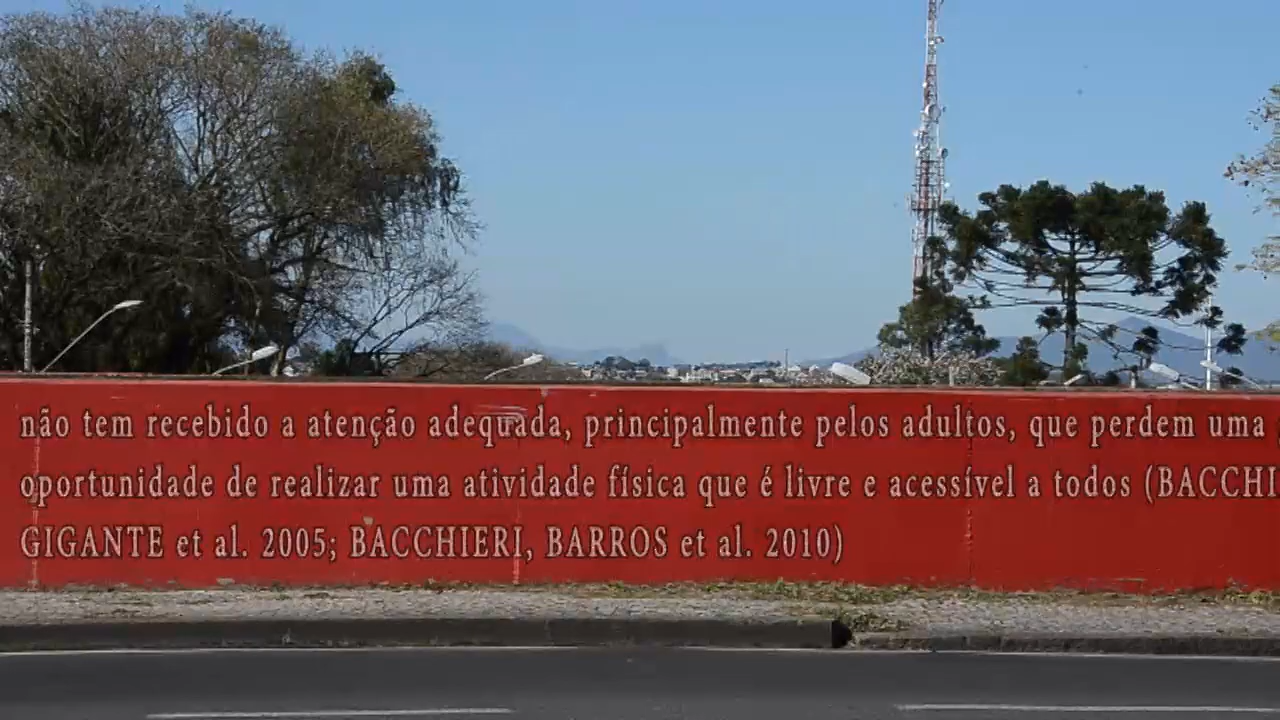 não tem recebido a atenção adequada, principalmente pelos adultos, que perdem uma
oportunidade de realizar uma atividade física que é livre e acessível a todos
GIGANTE et al. 2005; BACCHIERI, BARROS et al. 2010)